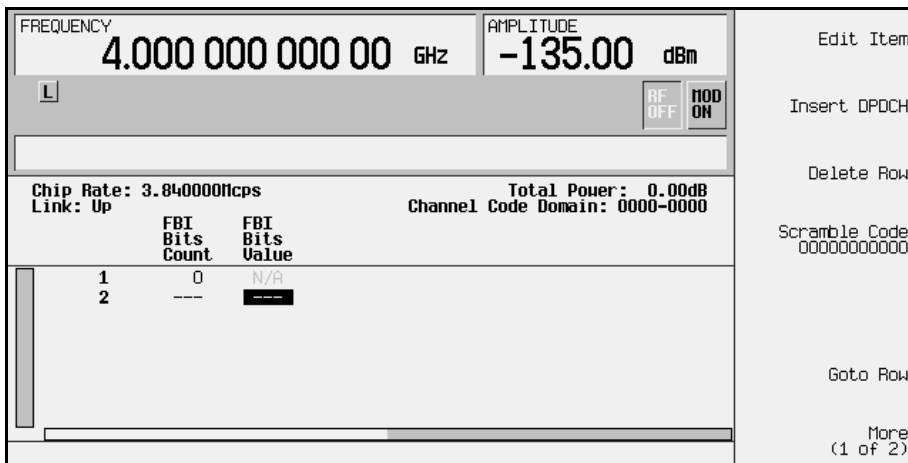 FREQUENCY
4.000 000 000 00 GHz
AMPLITUDE
-135.00 dBm
L
RF OFF
MOD ON
Chip Rate: 3.840000Mcps
Total Power: 0.00dB
Link: Up
Channel Code Domain: 0000-0000
FBI Bits Count
FBI Bits Value
1 0 N/A
2 --- ---
Edit Item
Insert DPDCH
Delete Row
Scramble Code
00000000000
Goto Row
More
(1 of 2)